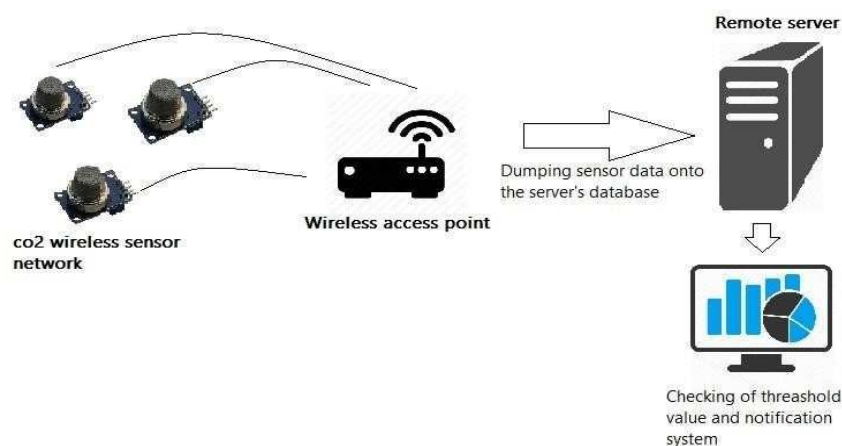 Remote server
Dumping sensor data onto
the server's database
Wireless access point
co2 wireless sensor
network
Checking of threashold
value and notification
system